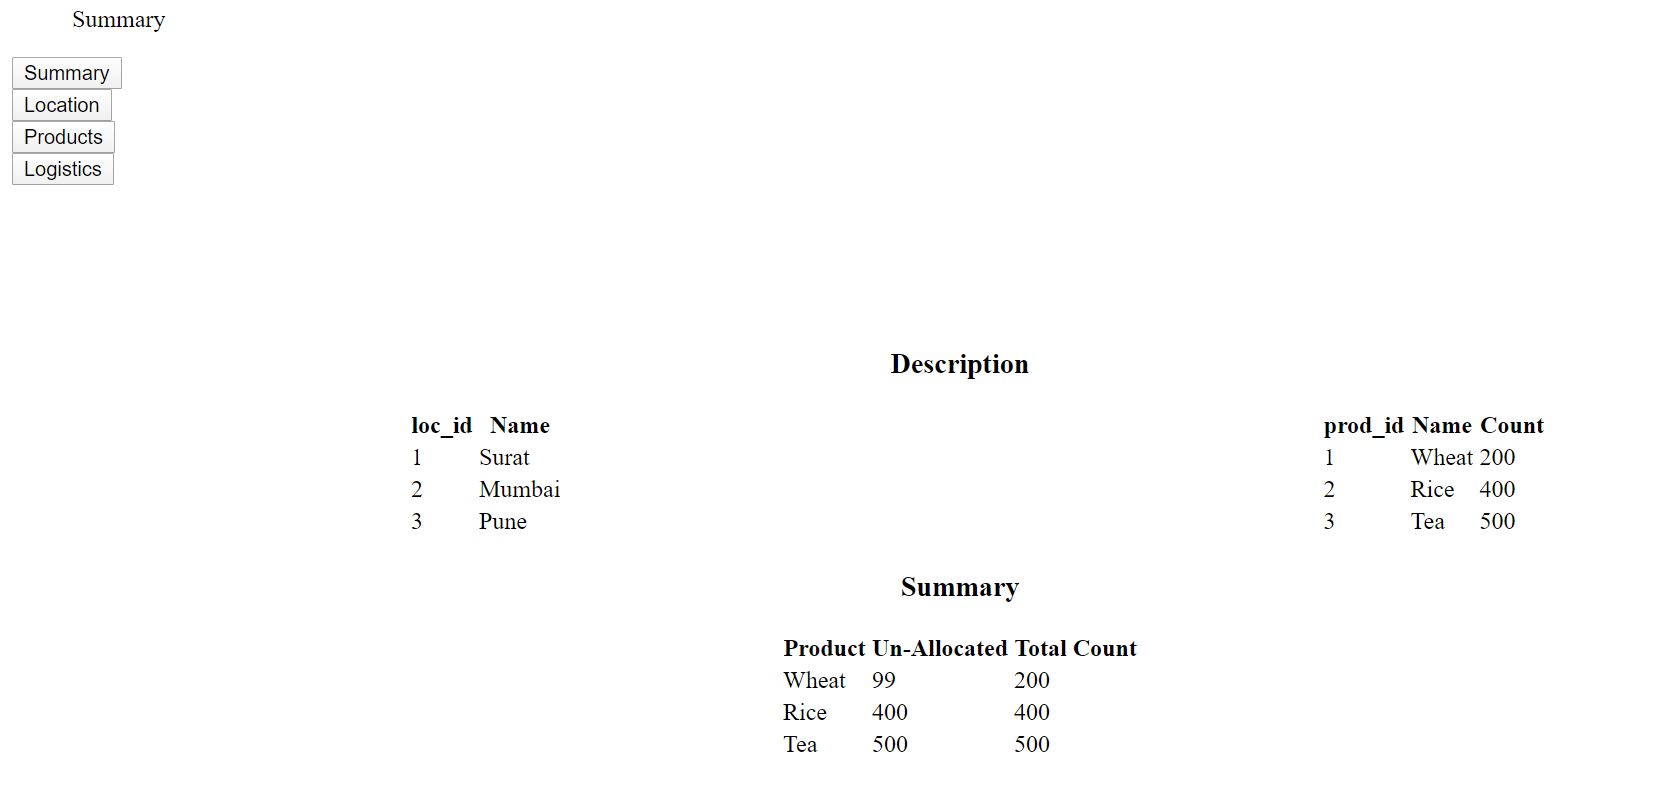 Summary
Summary
Location
Products
Logistics
Description
loc_id Name
1 Surat
2 Mumbai
3 Pune
prod_id Name Count
1 Wheat 200
2 Rice 400
3 Tea 500
Summary
Product Un-Allocated Total Count
Wheat 99 200
Rice 400 400
Tea 500 500